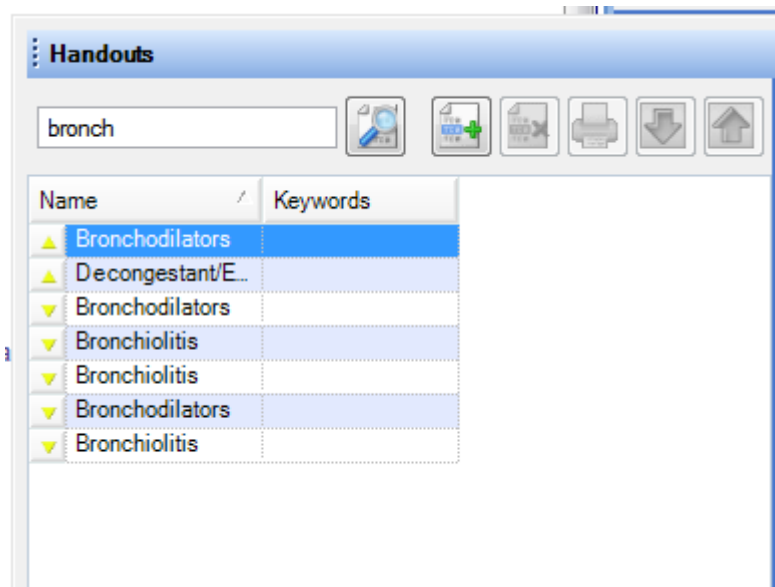 Handouts
bronch
Name Keywords
Bronchodilators
Decongestant/E...
Bronchodilators
Bronchiolitis
Bronchiolitis
Bronchodilators
Bronchiolitis